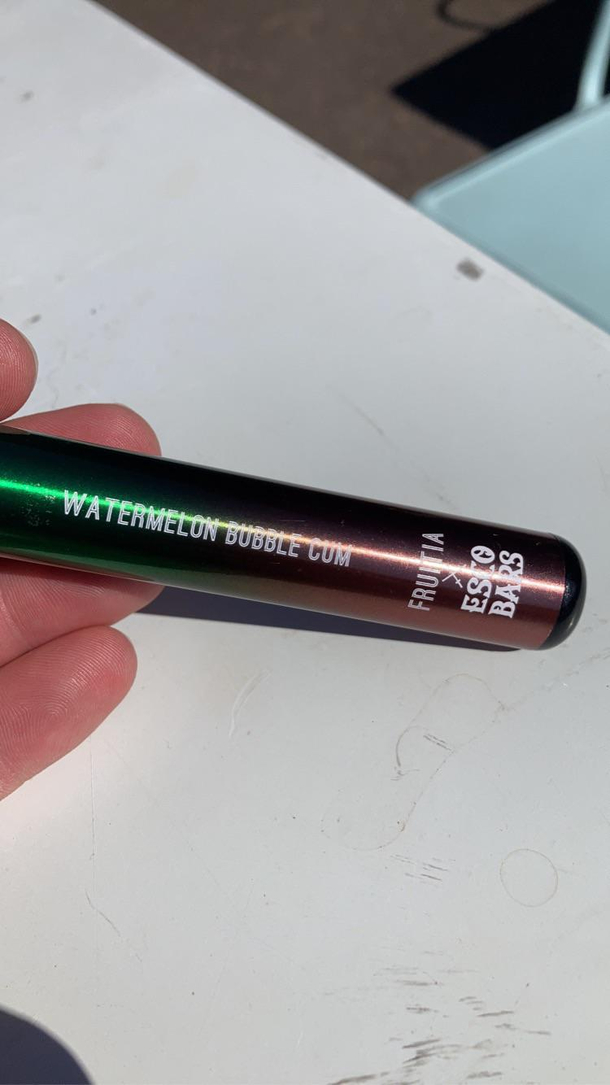 WATERMELON BUBBLE CUM
FRUITIA
X
ESCO
BARS